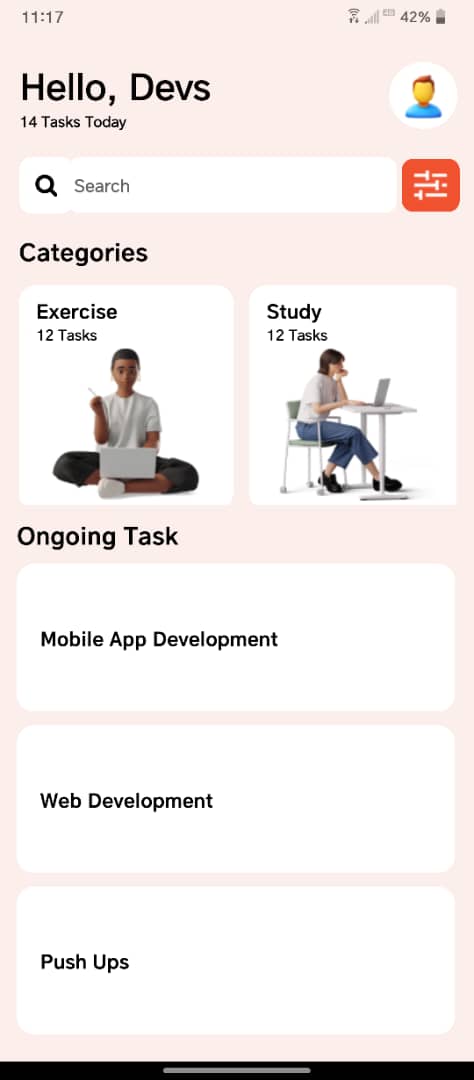 11:17
42%
Hello, Devs
14 Tasks Today
Search
Categories
Exercise
12 Tasks
Study
12 Tasks
Ongoing Task
Mobile App Development
Web Development
Push Ups